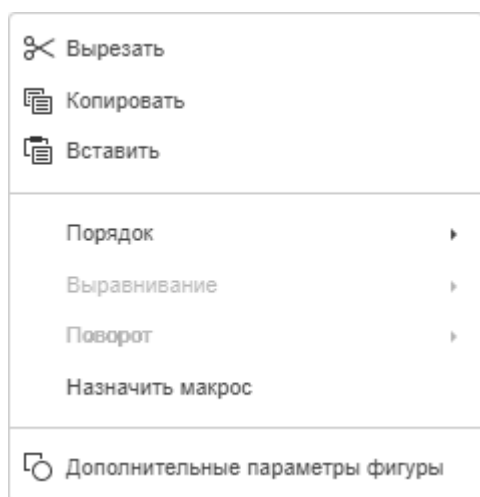 Вырезать
Копировать
Вставить
Порядок
Выравнивание
Поворот
Назначить макрос
Дополнительные параметры фигуры